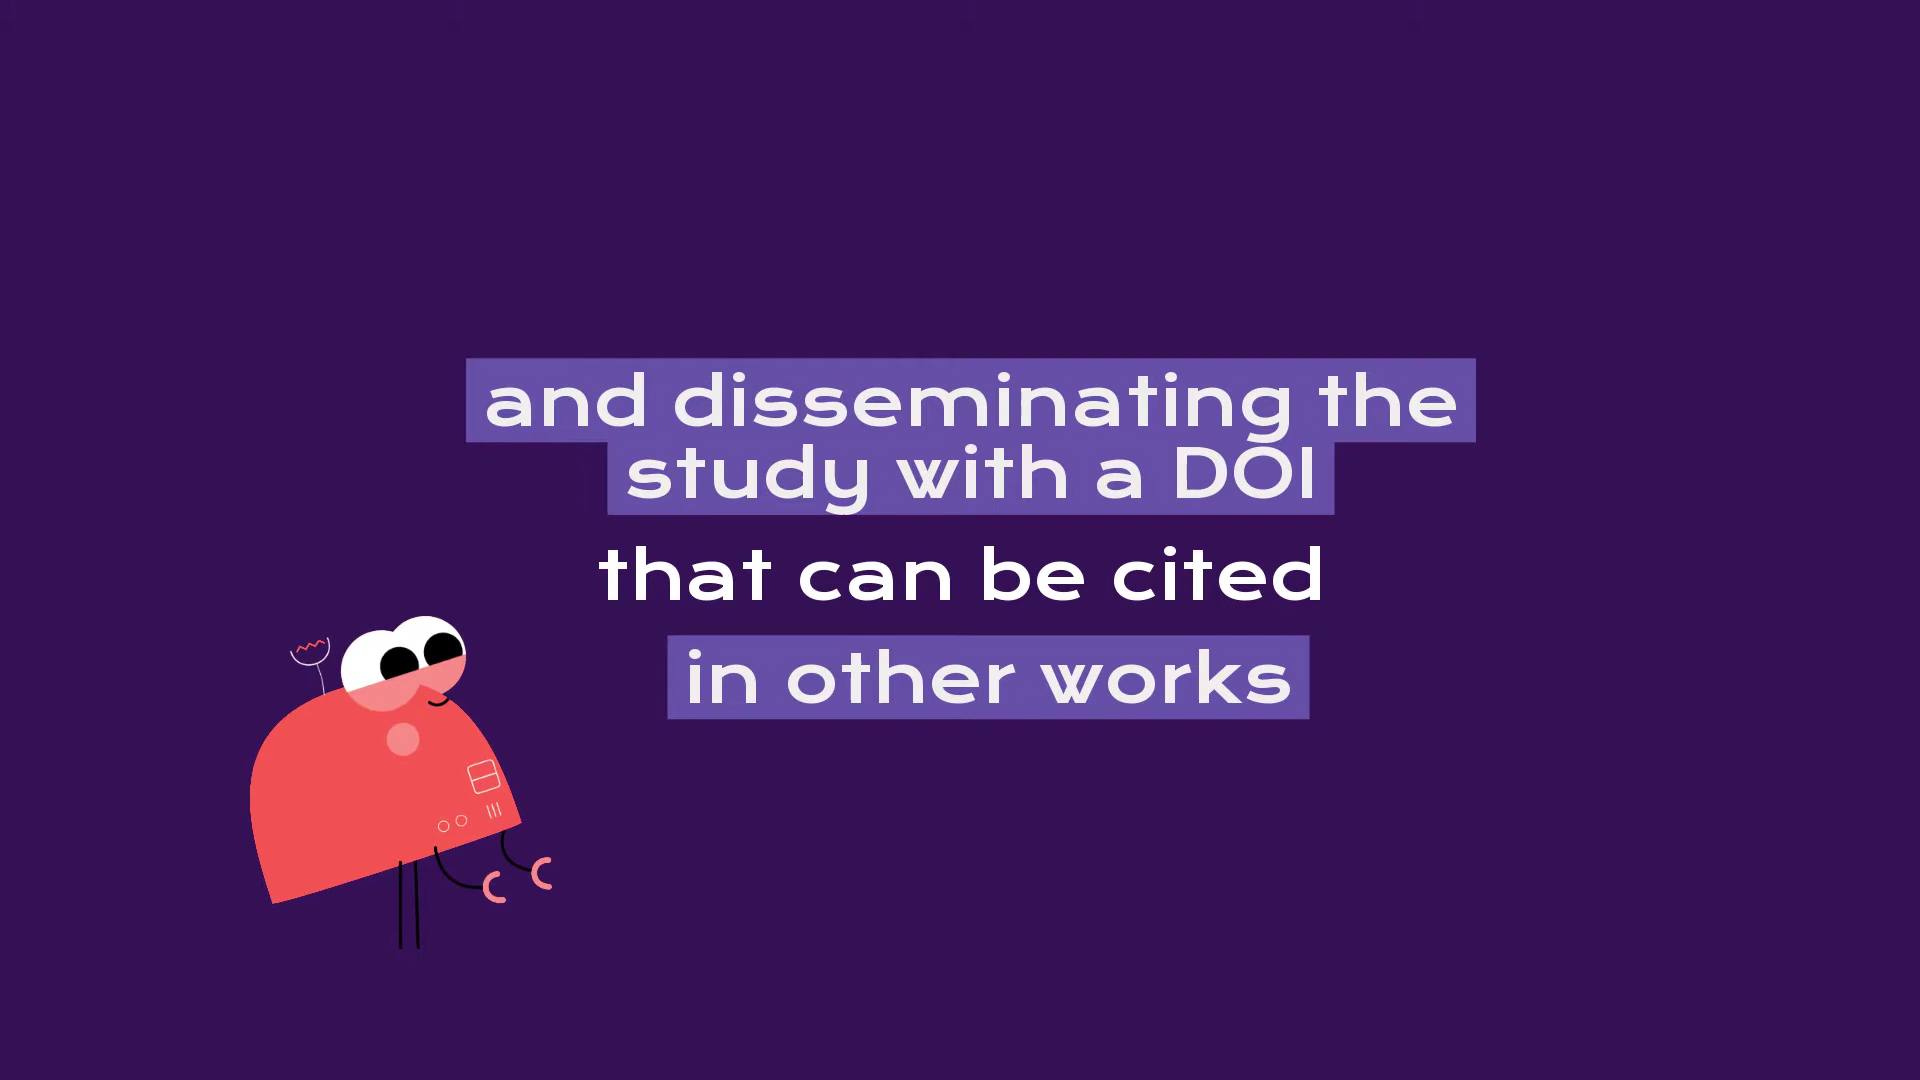 and disseminating the
study with a DOI
that can be cited
in other works